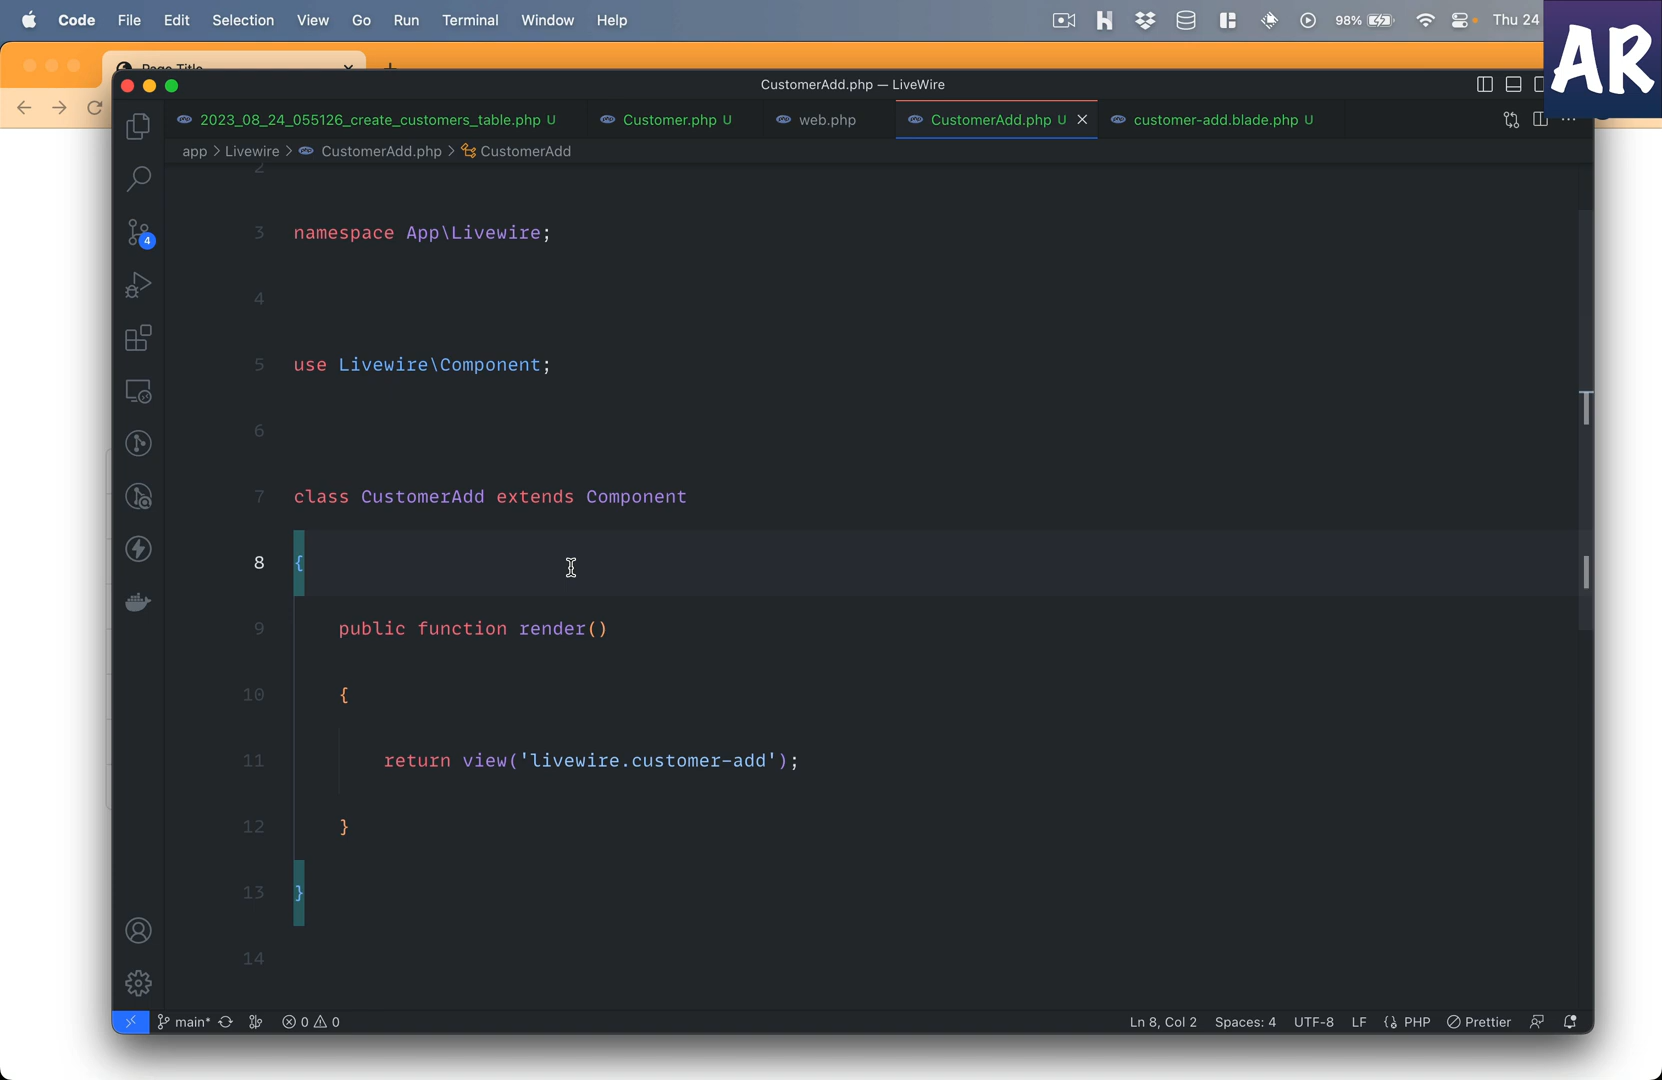 Code File Edit Selection View Go Run Terminal Window Help 98% Thu 24
AR
Page Title
CustomerAdd.php — LiveWire
2023_08_24_055126_create_customers_table.php U Customer.php U web.php CustomerAdd.php U customer-add.blade.php U
app > Livewire > CustomerAdd.php > CustomerAdd
2
3 namespace App\Livewire;
4
5 use Livewire\Component;
6
7 class CustomerAdd extends Component
8 {
9 public function render()
10 {
11 return view('livewire.customer-add');
12 }
13 }
14
4
main* 0 0 Ln 8, Col 2 Spaces: 4 UTF-8 LF PHP Prettier